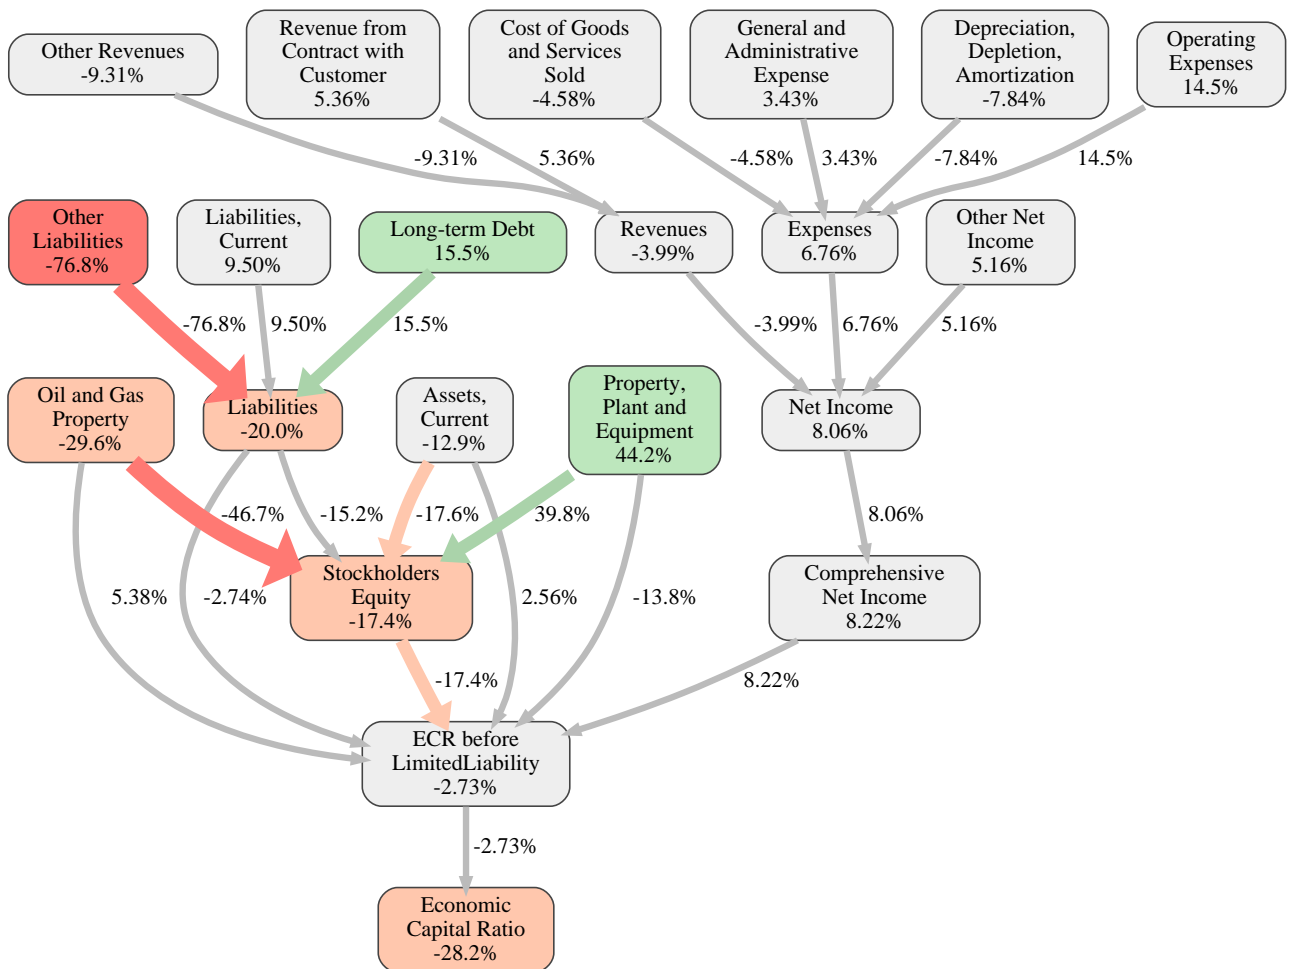 Other Revenues
-9.31%
Revenue from
Contract with
Customer
5.36%
Cost of Goods
and Services
Sold
-4.58%
General and
Administrative
Expense
3.43%
Depreciation,
Depletion,
Amortization
-7.84%
Operating
Expenses
14.5%
-9.31%
5.36%
-4.58%
3.43%
-7.84%
14.5%
Other
Liabilities
-76.8%
Liabilities,
Current
9.50%
Long-term Debt
15.5%
Revenues
-3.99%
Expenses
6.76%
Other Net
Income
5.16%
-76.8%
9.50%
15.5%
-3.99%
6.76%
5.16%
Oil and Gas
Property
-29.6%
Liabilities
-20.0%
Assets,
Current
-12.9%
Property,
Plant and
Equipment
44.2%
Net Income
8.06%
-46.7%
-15.2%
-17.6%
39.8%
8.06%
5.38%
-2.74%
Stockholders
Equity
-17.4%
2.56%
-13.8%
Comprehensive
Net Income
8.22%
-17.4%
8.22%
ECR before
LimitedLiability
-2.73%
-2.73%
Economic
Capital Ratio
-28.2%